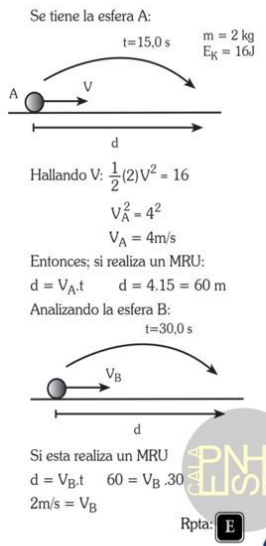 Se tiene la esfera A:
t=15,0 s
m = 2 kg
E_K = 16J
A
V
d
Hallando V: 1/2(2)V² = 16
V_A² = 4²
V_A = 4m/s
Entonces; si realiza un MRU:
d = V_A.t d = 4.15 = 60 m
Analizando la esfera B:
t=30,0 s
V_B
d
Si esta realiza un MRU
d = V_B.t 60 = V_B .30
2m/s = V_B
Rpta: E